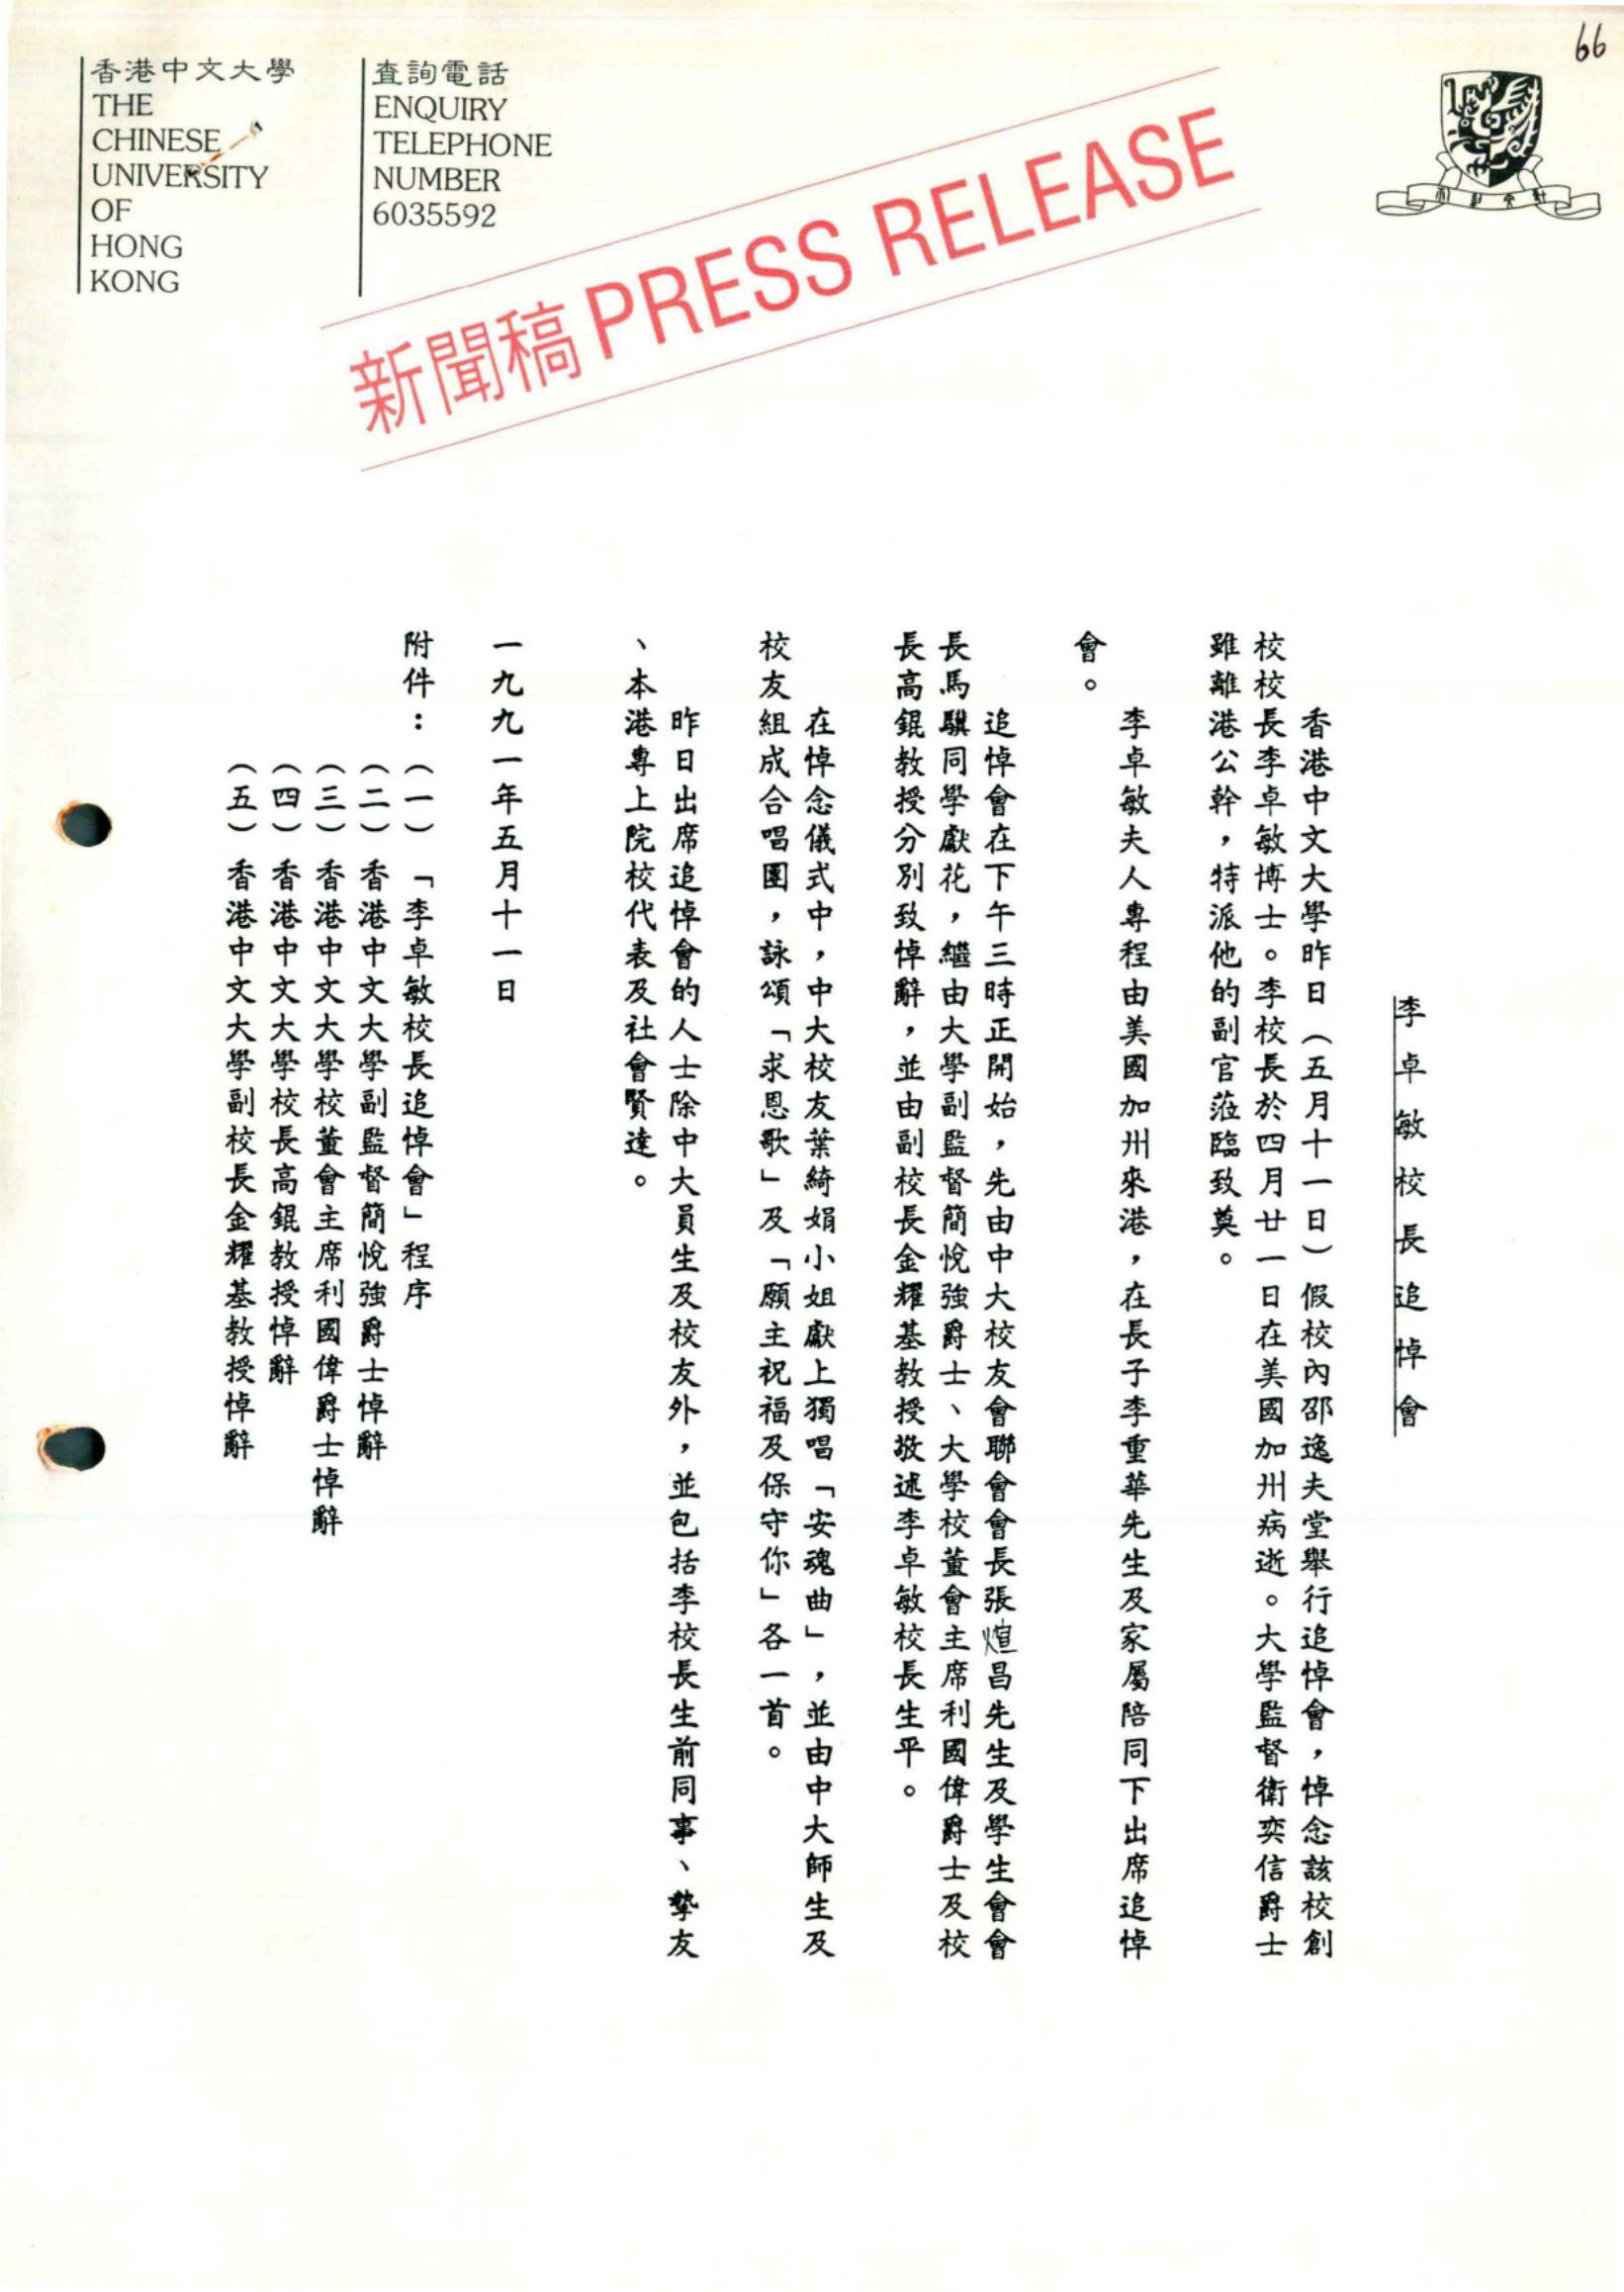 66
香港中文大學
THE
CHINESE
UNIVERSITY
OF
HONG
KONG
查詢電話
ENQUIRY
TELEPHONE
NUMBER
6035592
新聞稿 PRESS RELEASE
李卓敏校長追悼會
香港中文大學昨日（五月十一日）假校內邵逸夫堂舉行追悼會，悼念該校創
校校長李卓敏博士。李校長於四月廿一日在美國加州病逝。大學監督衛奕信爵士
雖離港公幹，特派他的副官蒞臨致奠。
李卓敏夫人專程由美國加州來港，在長子李重華先生及家屬陪同下出席追悼
會。
追悼會在下午三時正開始，先由中大校友會聯會會長張煊昌先生及學生會會
長馬驥同學獻花，繼由大學副監督簡悅強爵士、大學校董會主席利國偉爵士及校
長高錕教授分別致悼辭，並由副校長金耀基教授敬述李卓敏校長生平。
在悼念儀式中，中大校友葉綺娟小姐獻上獨唱「安魂曲」，並由中大師生及
校友組成合唱團，詠頌「求恩歌」及「願主祝福及保守你」各一首。
昨日出席追悼會的人士除中大員生及校友外，並包括李校長生前同事、摯友
、本港專上院校代表及社會賢達。
一九九一年五月十一日
附件：（一）「李卓敏校長追悼會」程序
（二）香港中文大學副監督簡悅強爵士悼辭
（三）香港中文大學校董會主席利國偉爵士悼辭
（四）香港中文大學校長高錕教授悼辭
（五）香港中文大學副校長金耀基教授悼辭